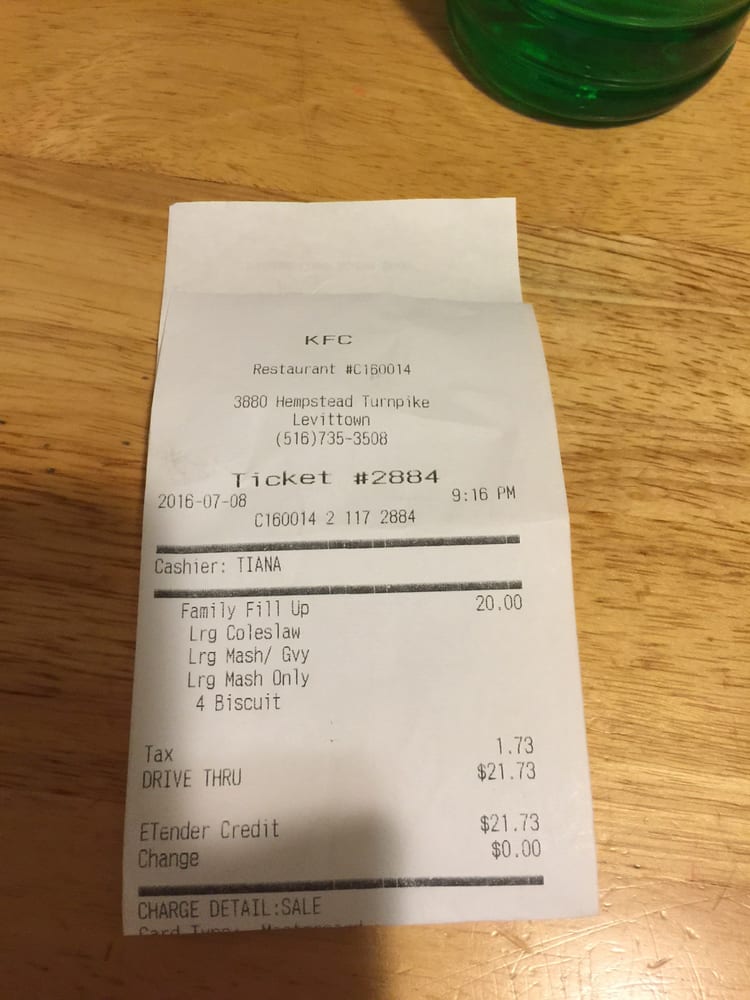 KFC
Restaurant #C160014
3880 Hempstead Turnpike
Levittown
(516)735-3508
Ticket #2884
2016-07-08 9:16 PM
C160014 2 117 2884
Cashier: TIANA
Family Fill Up 20.00
Lrg Coleslaw
Lrg Mash/ Gvy
Lrg Mash Only
4 Biscuit
Tax 1.73
DRIVE THRU $21.73
ETender Credit $21.73
Change $0.00
CHARGE DETAIL:SALE
Card Type: